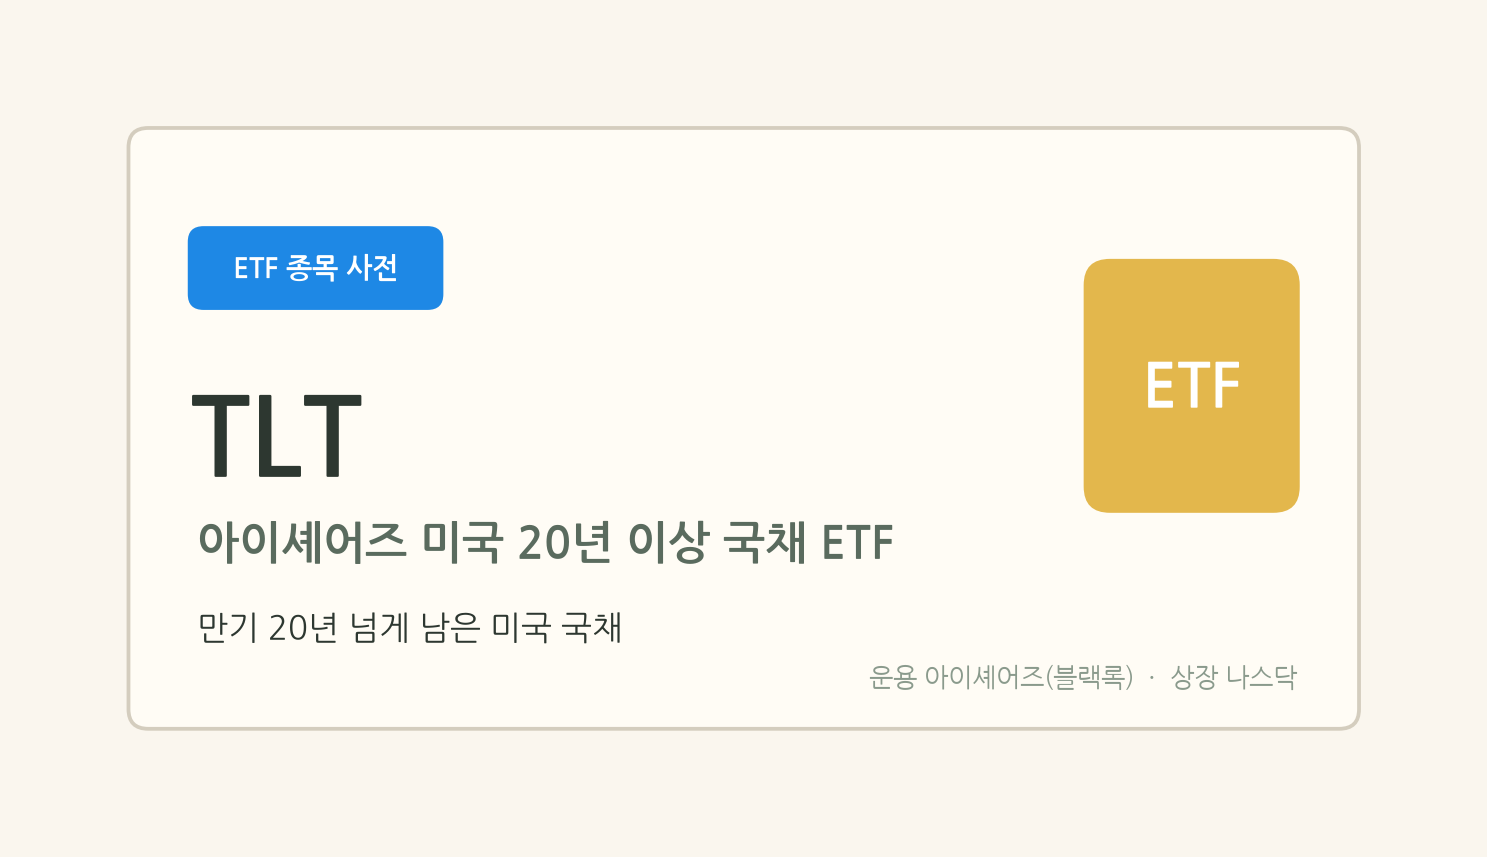 ETF 종목 사전
ETF
TLT
아이셰어즈 미국 20년 이상 국채 ETF
만기 20년 넘게 남은 미국 국채
운용 아이셰어즈(블랙록) · 상장 나스닥